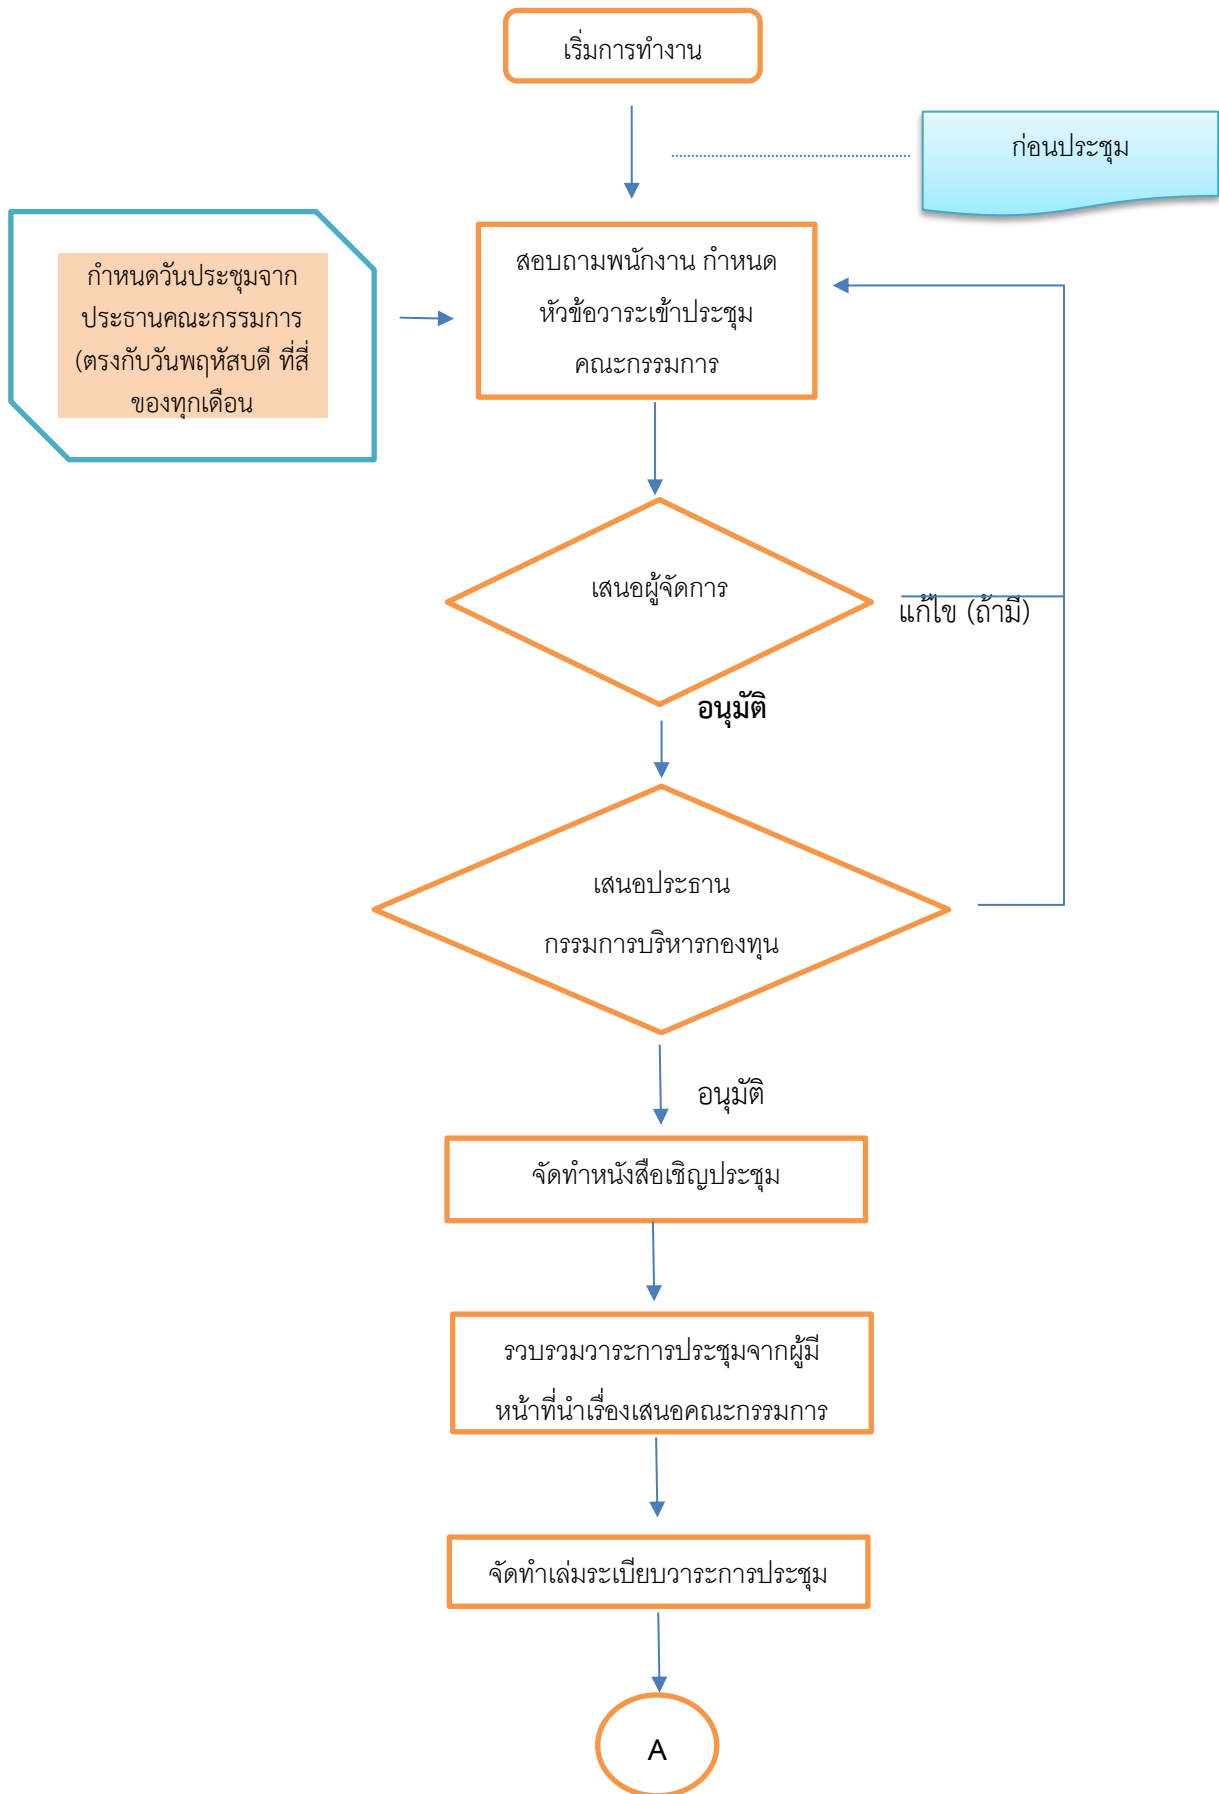 เริ่มการทำงาน
ก่อนประชุม
กำหนดวันประชุมจาก
ประธานคณะกรรมการ
(ตรงกับวันพฤหัสบดี ที่สี่
ของทุกเดือน
สอบถามพนักงาน กำหนด
หัวข้อวาระเข้าประชุม
คณะกรรมการ
เสนอผู้จัดการ
แก้ไข (ถ้ามี)
อนุมัติ
เสนอประธาน
กรรมการบริหารกองทุน
อนุมัติ
จัดทำหนังสือเชิญประชุม
รวบรวมวาระการประชุมจากผู้มี
หน้าที่นำเรื่องเสนอคณะกรรมการ
จัดทำเล่มระเบียบวาระการประชุม
A